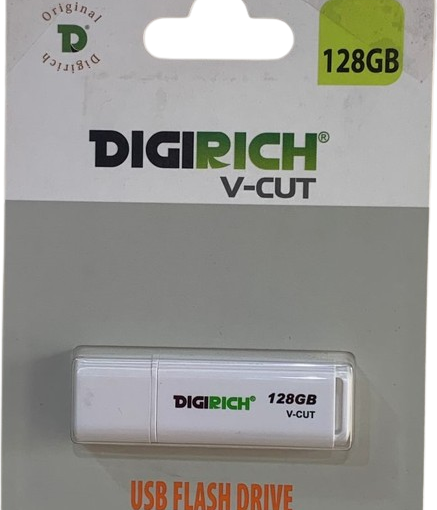 Original
D
Digirich
128GB
DIGIRICH®
V-CUT
DIGIRICH® 128GB
V-CUT
USB FLASH DRIVE